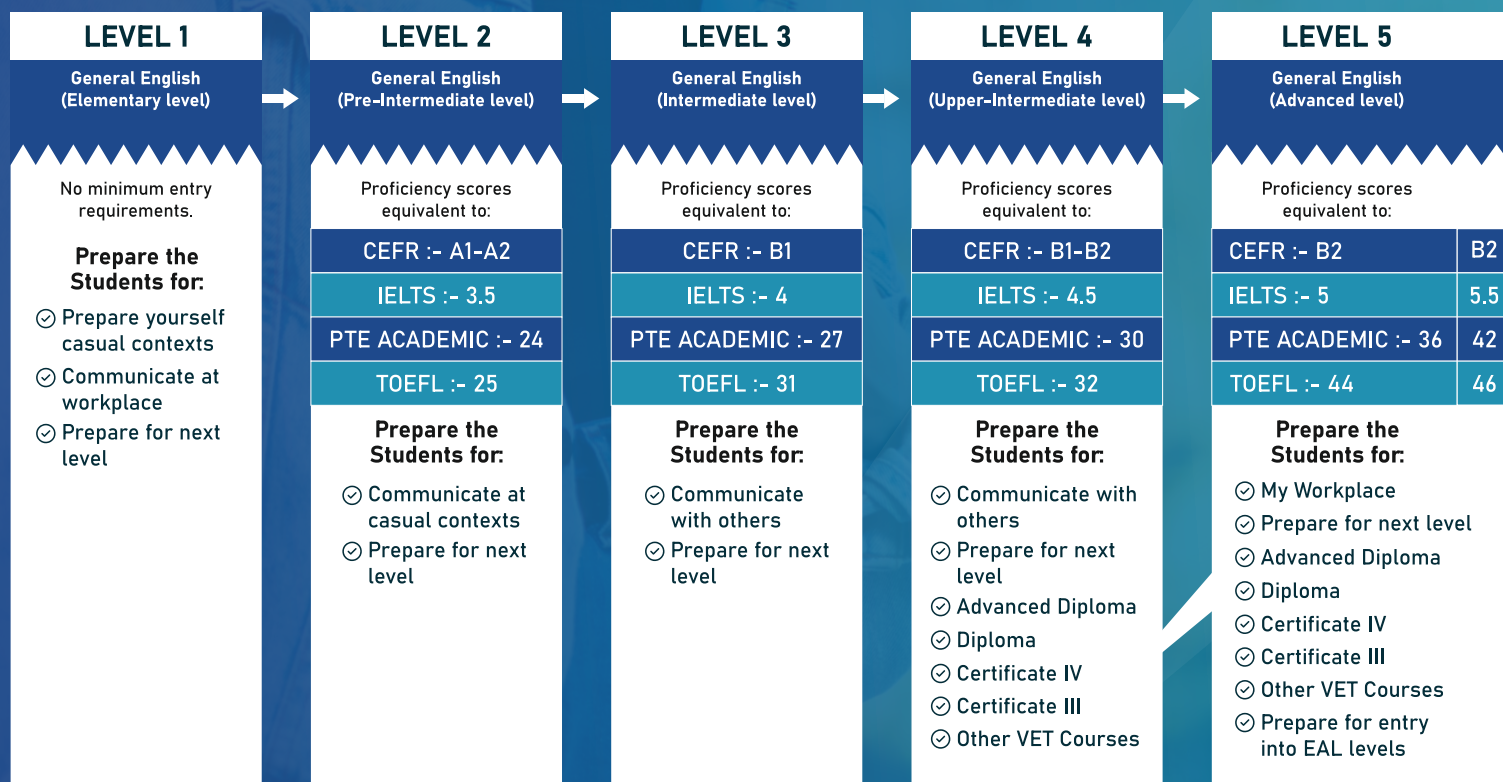 LEVEL 1
General English
(Elementary level)
No minimum entry
requirements.
Prepare the
Students for:
Prepare yourself
casual contexts
Communicate at
workplace
Prepare for next
level
LEVEL 2
General English
(Pre-Intermediate level)
Proficiency scores
equivalent to:
CEFR :- A1-A2
IELTS :- 3.5
PTE ACADEMIC :- 24
TOEFL :- 25
Prepare the
Students for:
Communicate at
casual contexts
Prepare for next
level
LEVEL 3
General English
(Intermediate level)
Proficiency scores
equivalent to:
CEFR :- B1
IELTS :- 4
PTE ACADEMIC :- 27
TOEFL :- 31
Prepare the
Students for:
Communicate
with others
Prepare for next
level
LEVEL 4
General English
(Upper-Intermediate level)
Proficiency scores
equivalent to:
CEFR :- B1-B2
IELTS :- 4.5
PTE ACADEMIC :- 30
TOEFL :- 32
Prepare the
Students for:
Communicate with
others
Prepare for next
level
Advanced Diploma
Diploma
Certificate IV
Certificate III
Other VET Courses
LEVEL 5
General English
(Advanced level)
Proficiency scores
equivalent to:
CEFR :- B2 B2
IELTS :- 5 5.5
PTE ACADEMIC :- 36 42
TOEFL :- 44 46
Prepare the
Students for:
My Workplace
Prepare for next level
Advanced Diploma
Diploma
Certificate IV
Certificate III
Other VET Courses
Prepare for entry
into EAL levels